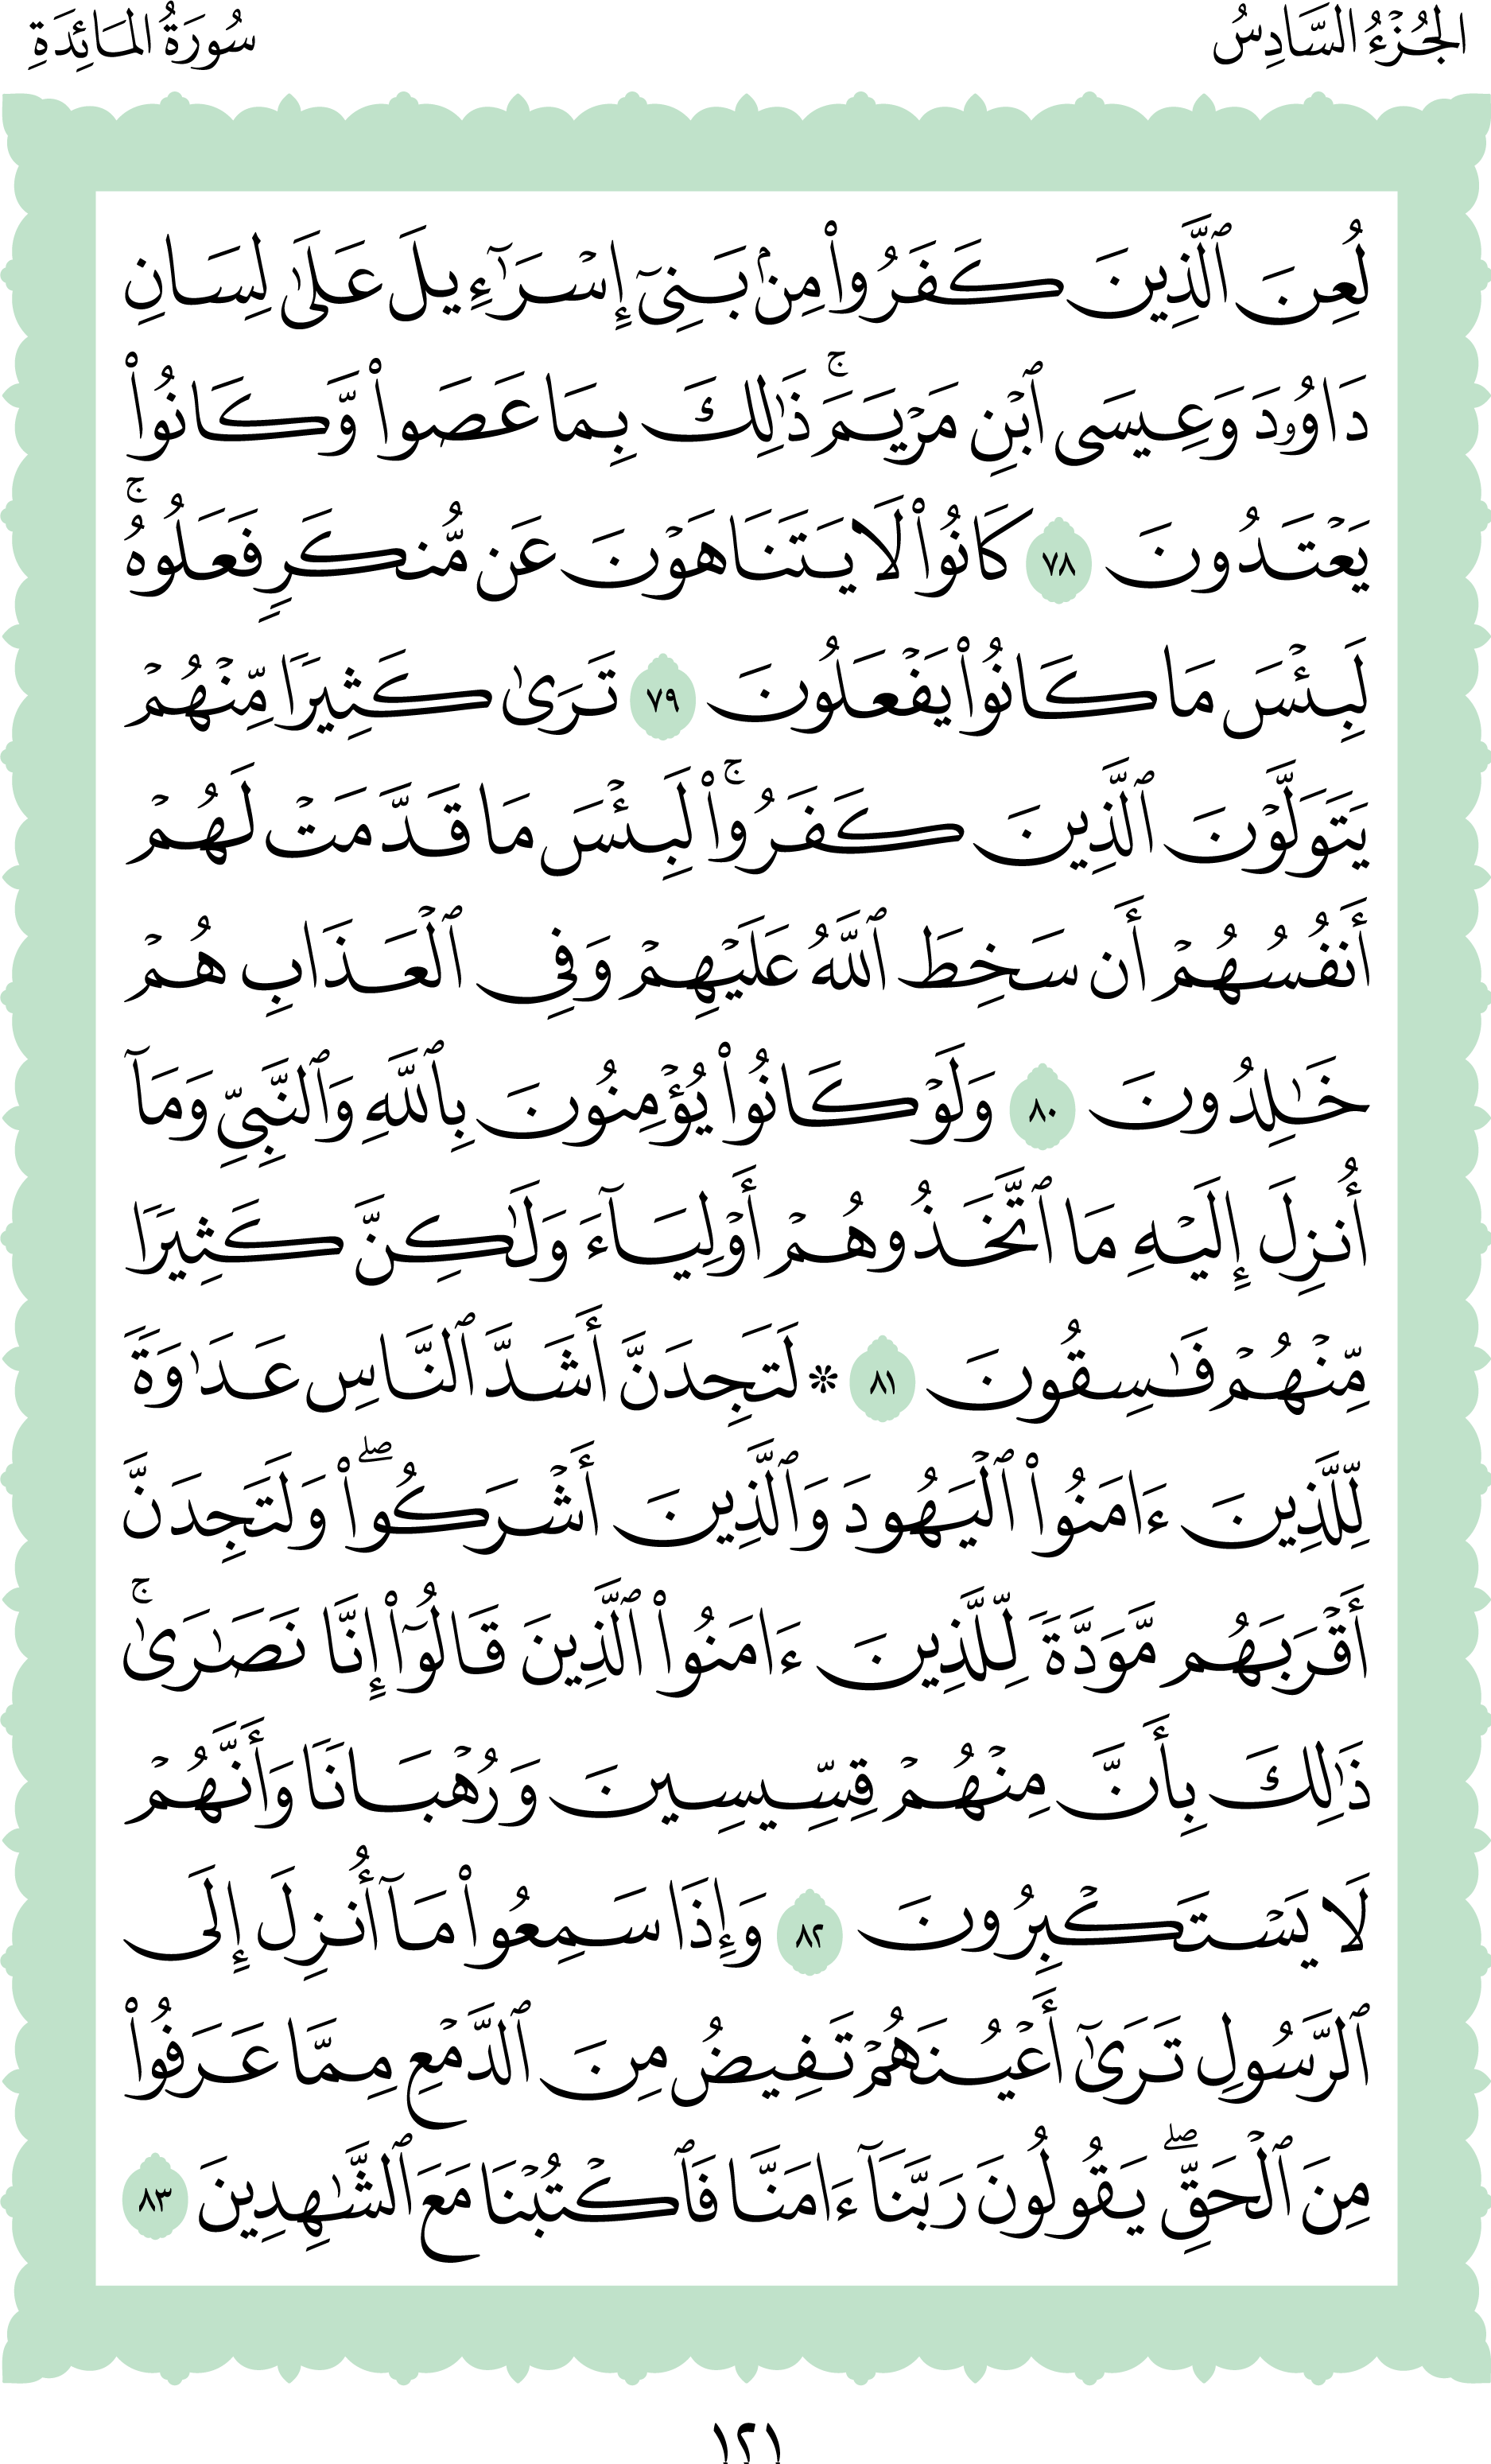 الجُزْءُ السَّادِسُ
سُورَةُ المَائِدَةِ
لُعِنَ ٱلَّذِينَ كَفَرُواْ مِنۢ بَنِيٓ إِسۡرَٰٓءِيلَ عَلَىٰ لِسَانِ
دَاوُۥدَ وَعِيسَى ٱبۡنِ مَرۡيَمَۚ ذَٰلِكَ بِمَا عَصَواْ وَّكَانُواْ
يَعۡتَدُونَ ٧٨ كَانُواْ لَا يَتَنَاهَوۡنَ عَن مُّنكَرٖ فَعَلُوهُۚ
لَبِئۡسَ مَا كَانُواْ يَفۡعَلُونَ ٧٩ تَرَىٰ كَثِيرٗا مِّنۡهُمۡ
يَتَوَلَّوۡنَ ٱلَّذِينَ كَفَرُواْۚ لَبِئۡسَ مَا قَدَّمَتۡ لَهُمۡ
أَنفُسُهُمۡ أَن سَخِطَ ٱللَّهُ عَلَيۡهِمۡ وَفِي ٱلۡعَذَابِ هُمۡ
خَٰلِدُونَ ٨٠ وَلَوۡ كَانُواْ يُؤۡمِنُونَ بِٱللَّهِ وَٱلنَّبِيِّ وَمَآ
أُنزِلَ إِلَيۡهِ مَا ٱتَّخَذُوهُمۡ أَوۡلِيَآءَ وَلَٰكِنَّ كَثِيرٗا
مِّنۡهُمۡ فَٰسِقُونَ ٨١ ۞ لَتَجِدَنَّ أَشَدَّ ٱلنَّاسِ عَدَٰوَةٗ
لِّلَّذِينَ ءَامَنُواْ ٱلۡيَهُودَ وَٱلَّذِينَ أَشۡرَكُواْۖ وَلَتَجِدَنَّ
أَقۡرَبَهُم مَّوَدَّةٗ لِّلَّذِينَ ءَامَنُواْ ٱلَّذِينَ قَالُوٓاْ إِنَّا نَصَٰرَىٰۚ
ذَٰلِكَ بِأَنَّ مِنۡهُمۡ قِسِّيسِينَ وَرُهۡبَانٗا وَأَنَّهُمۡ
لَا يَسۡتَكۡبِرُونَ ٨٢ وَإِذَا سَمِعُواْ مَآ أُنزِلَ إِلَى
ٱلرَّسُولِ تَرَىٰٓ أَعۡيُنَهُمۡ تَفِيضُ مِنَ ٱلدَّمۡعِ مِمَّا عَرَفُواْ
مِنَ ٱلۡحَقِّۖ يَقُولُونَ رَبَّنَآ ءَامَنَّا فَٱكۡتُبۡنَا مَعَ ٱلشَّٰهِدِينَ ٨٣
١٢١